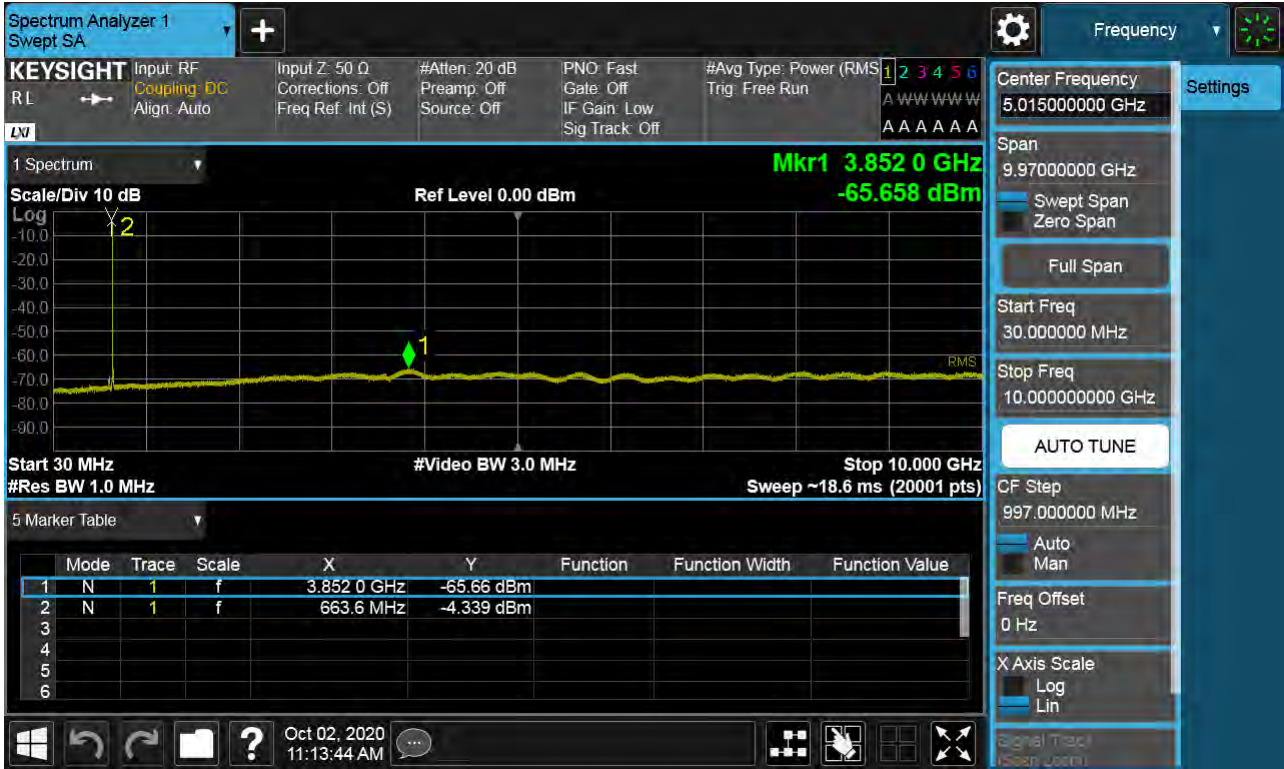 Spectrum Analyzer 1
Swept SA
+
Frequency
KEYSIGHT
R L
LXI
Input: RF
Coupling: DC
Align: Auto
Input Z: 50 Ω
Corrections: Off
Freq Ref: Int (S)
#Atten: 20 dB
Preamp: Off
Source: Off
PNO: Fast
Gate: Off
IF Gain: Low
Sig Track: Off
#Avg Type: Power (RMS
Trig: Free Run
1 2 3 4 5 6
A W W W W W
A A A A A A
1 Spectrum
Mkr1 3.852 0 GHz
-65.658 dBm
Scale/Div 10 dB
Ref Level 0.00 dBm
Log
-10.0
-20.0
-30.0
-40.0
-50.0
-60.0
-70.0
-80.0
-90.0
2
1
RMS
Start 30 MHz
#Video BW 3.0 MHz
Stop 10.000 GHz
#Res BW 1.0 MHz
Sweep ~18.6 ms (20001 pts)
5 Marker Table
Mode Trace Scale X Y Function Function Width Function Value
1 N 1 f 3.852 0 GHz -65.66 dBm
2 N 1 f 663.6 MHz -4.339 dBm
3
4
5
6
?
Oct 02, 2020
11:13:44 AM
Center Frequency
5.015000000 GHz
Settings
Span
9.97000000 GHz
Swept Span
Zero Span
Full Span
Start Freq
30.000000 MHz
Stop Freq
10.000000000 GHz
AUTO TUNE
CF Step
997.000000 MHz
Auto
Man
Freq Offset
0 Hz
X Axis Scale
Log
Lin
Signal Track
(Span Zoom)